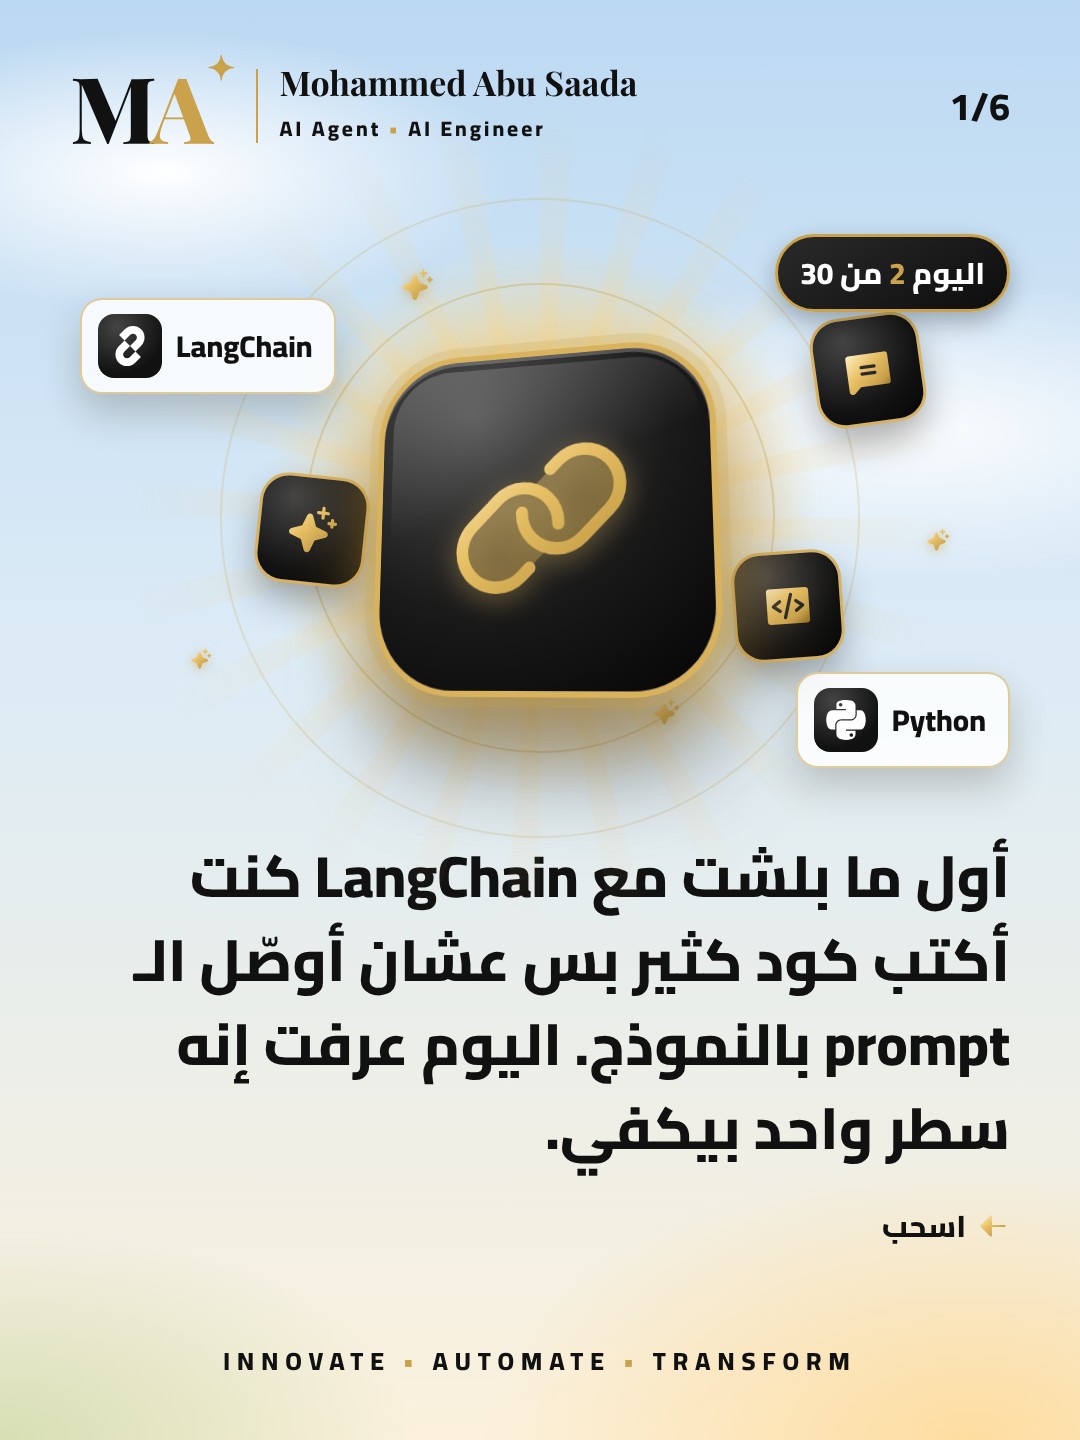 MA
Mohammed Abu Saada
AI Agent ▪ AI Engineer
1/6
اليوم 2 من 30
LangChain
Python
أول ما بلشت مع LangChain كنت
أكتب كود كثير بس عشان أوصّل الـ
prompt بالنموذج. اليوم عرفت إنه
سطر واحد بيكفي.
اسحب
INNOVATE ▪ AUTOMATE ▪ TRANSFORM